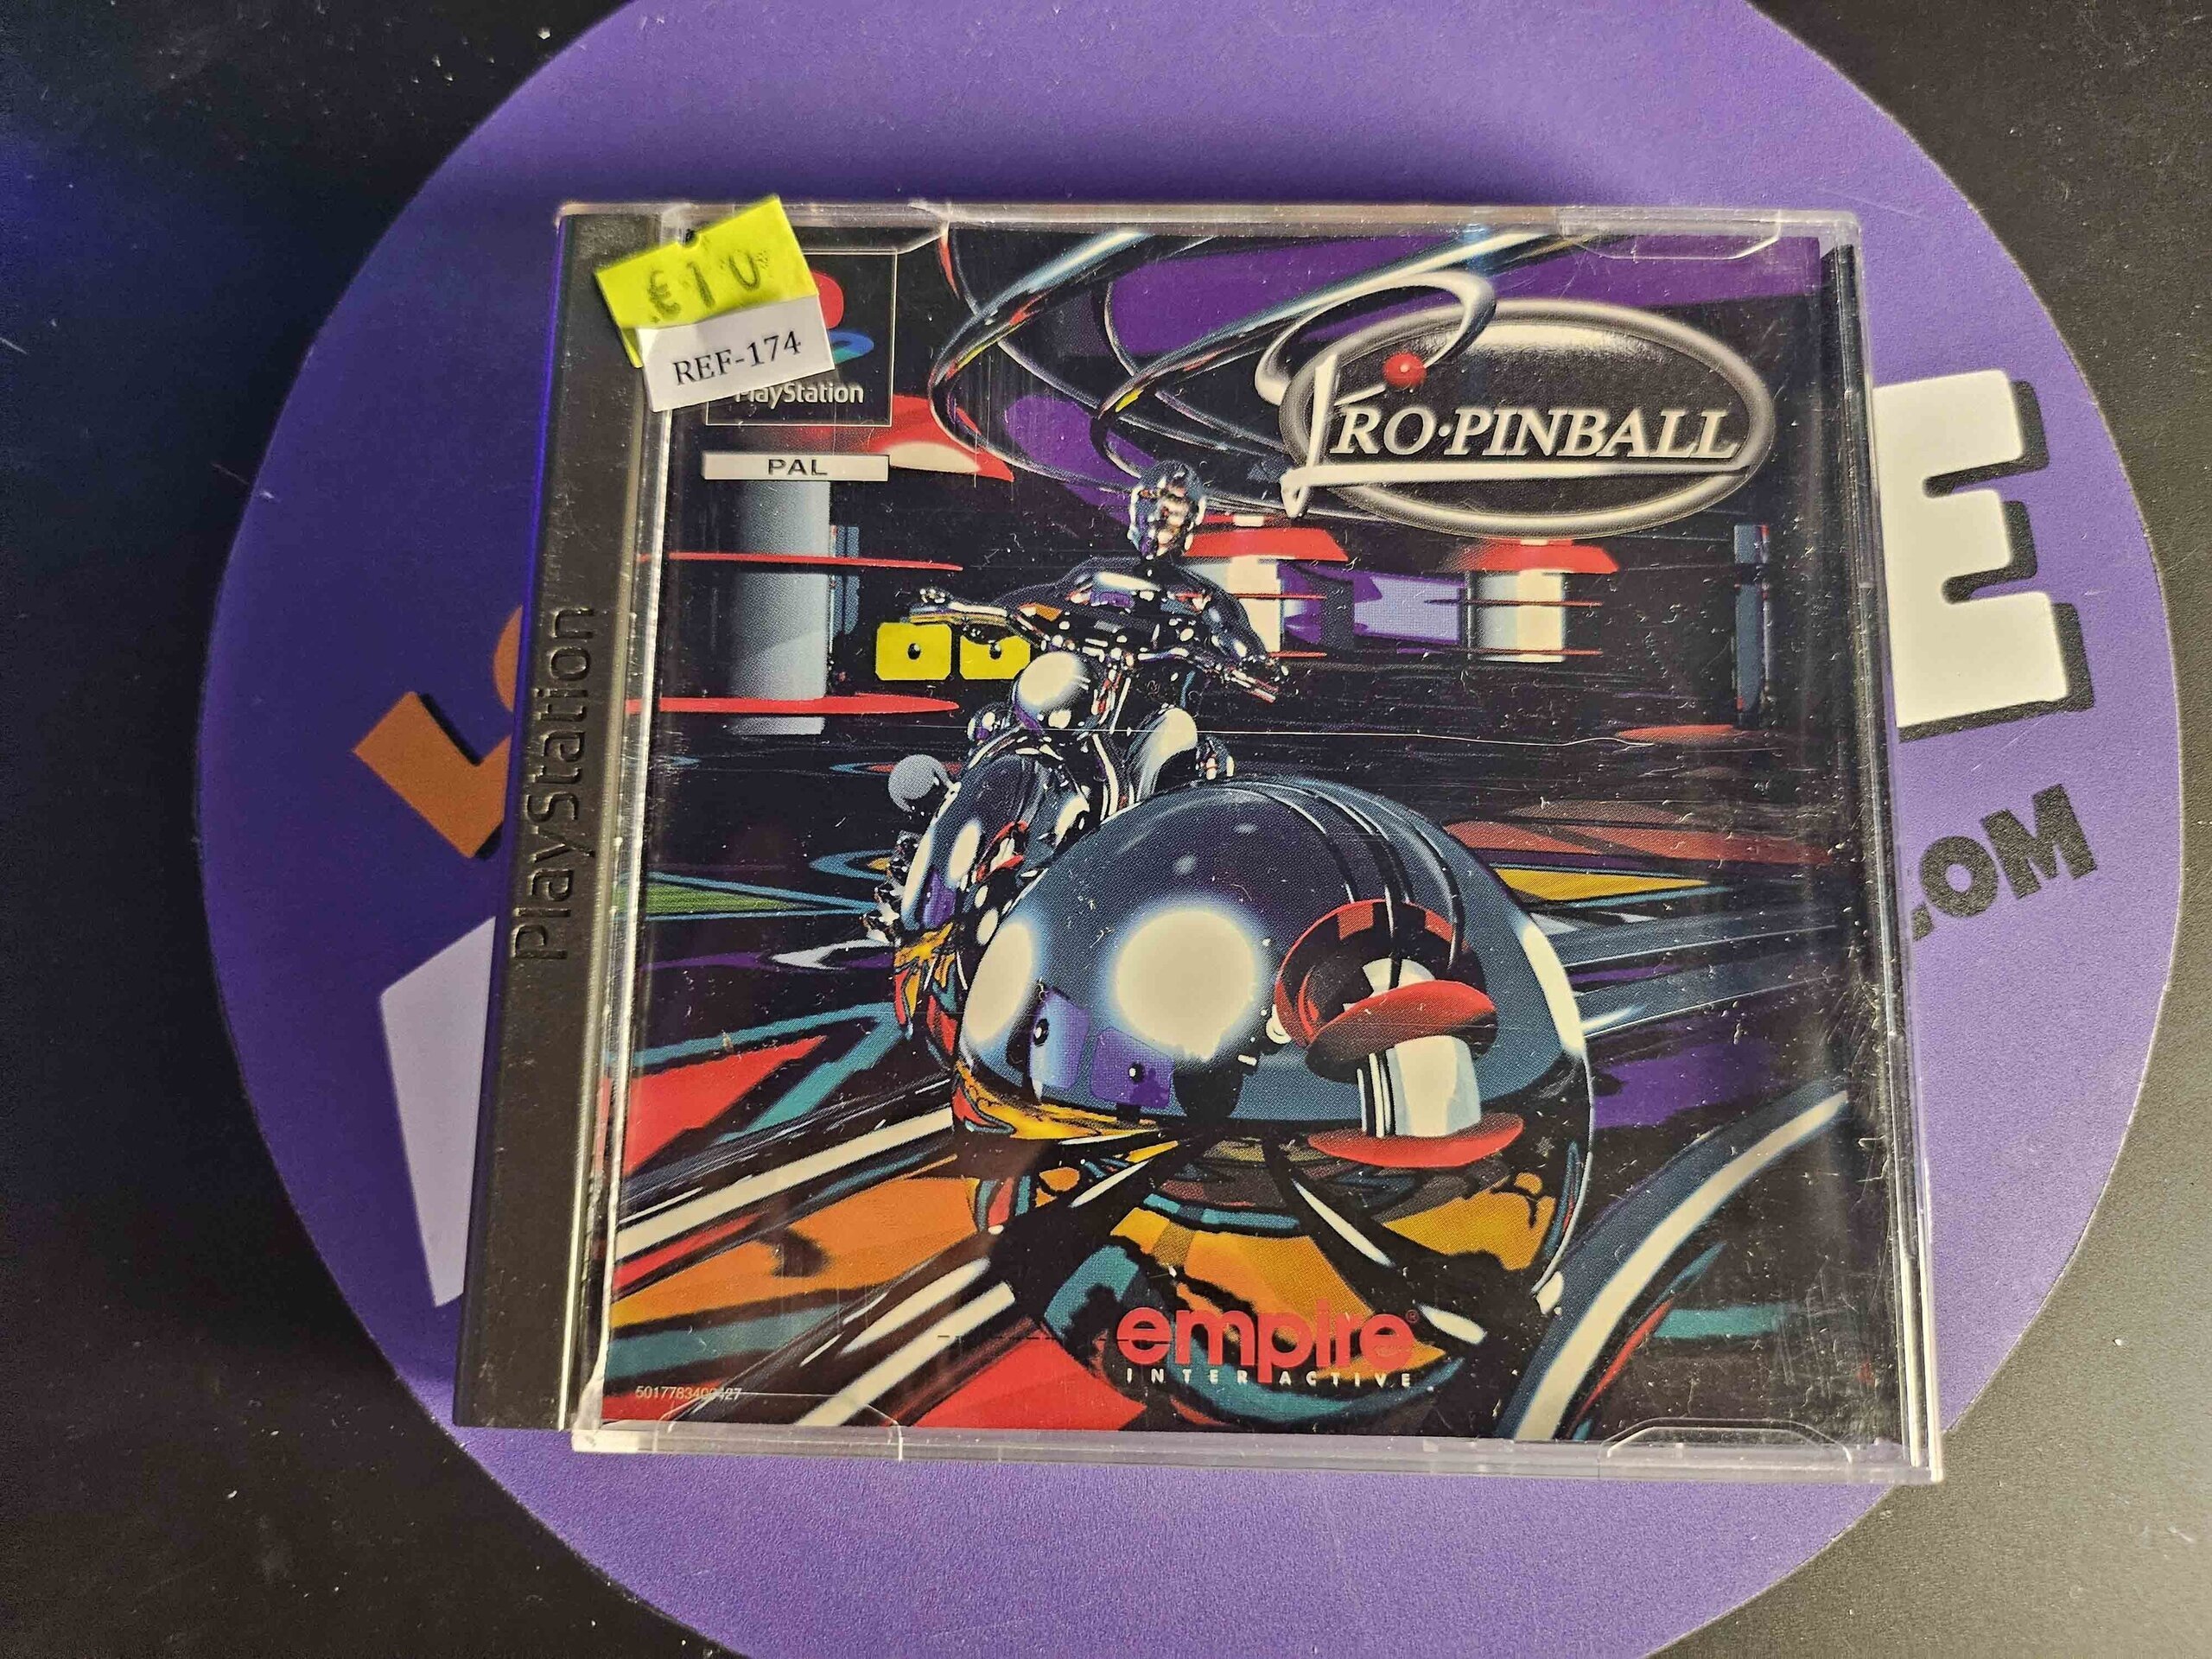 €10
REF-174
PlayStation
PAL
PRO·PINBALL
PlayStation
E
.COM
empire®
INTERACTIVE